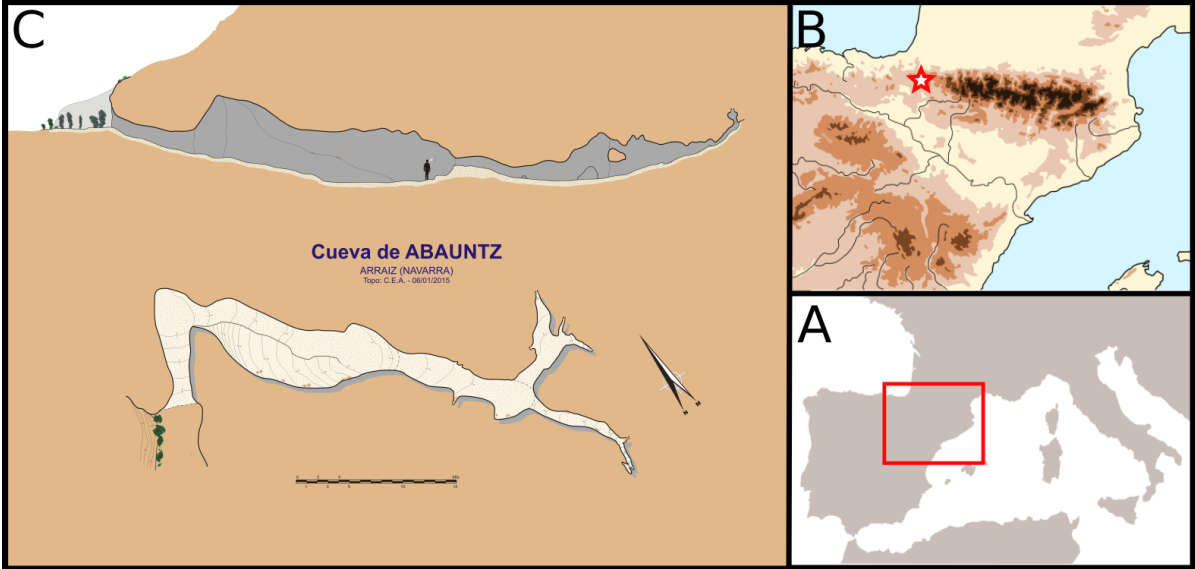 C
B
A
Cueva de ABAUNTZ
ARRAIZ (NAVARRA)
Topo: C.E.A. - 06/01/2015